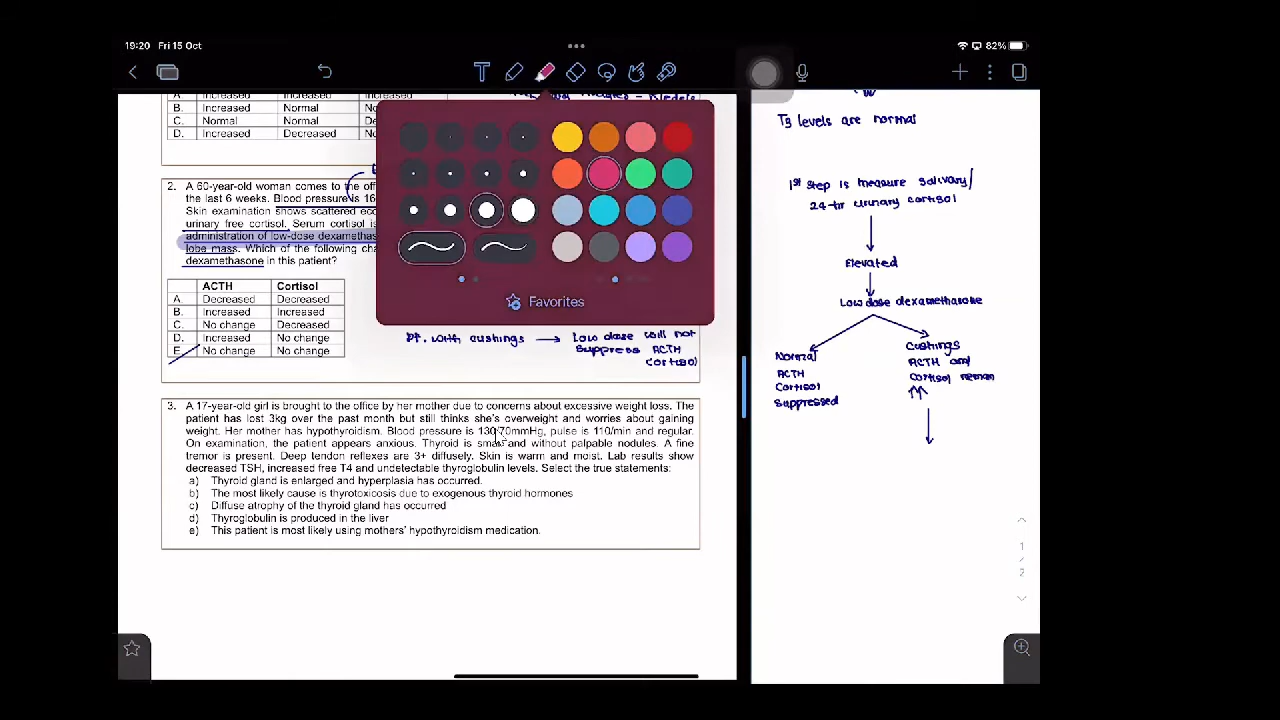 19:20 Fri 15 Oct
82%
A. Increased Increased Increased
B. Increased Normal
C. Normal Normal
D. Increased Decreased
2. A 60-year-old woman comes to the off
the last 6 weeks. Blood pressure is 16
Skin examination shows scattered ecc
urinary free cortisol. Serum cortisol is
administration of low-dose dexamethas
lobe mass. Which of the following cha
dexamethasone in this patient?
ACTH Cortisol
A. Decreased Decreased
B. Increased Increased
C. No change Decreased
D. Increased No change
E. No change No change
Favorites
Pt. with cushings → Low dose will not
suppress ACTH
Cortisol
3. A 17-year-old girl is brought to the office by her mother due to concerns about excessive weight loss. The
patient has lost 3kg over the past month but still thinks she's overweight and worries about gaining
weight. Her mother has hypothyroidism. Blood pressure is 130/70mmHg, pulse is 110/min and regular.
On examination, the patient appears anxious. Thyroid is small and without palpable nodules. A fine
tremor is present. Deep tendon reflexes are 3+ diffusely. Skin is warm and moist. Lab results show
decreased TSH, increased free T4 and undetectable thyroglobulin levels. Select the true statements:
a) Thyroid gland is enlarged and hyperplasia has occurred.
b) The most likely cause is thyrotoxicosis due to exogenous thyroid hormones
c) Diffuse atrophy of the thyroid gland has occurred
d) Thyroglobulin is produced in the liver
e) This patient is most likely using mothers' hypothyroidism medication.
T3 levels are normal
1st step is measure salivary/
24-hr urinary cortisol
Elevated
Low dose dexamethasone
Normal
ACTH
Cortisol
suppressed
Cushings
ACTH and
Cortisol remain
↑↑
1
/
2